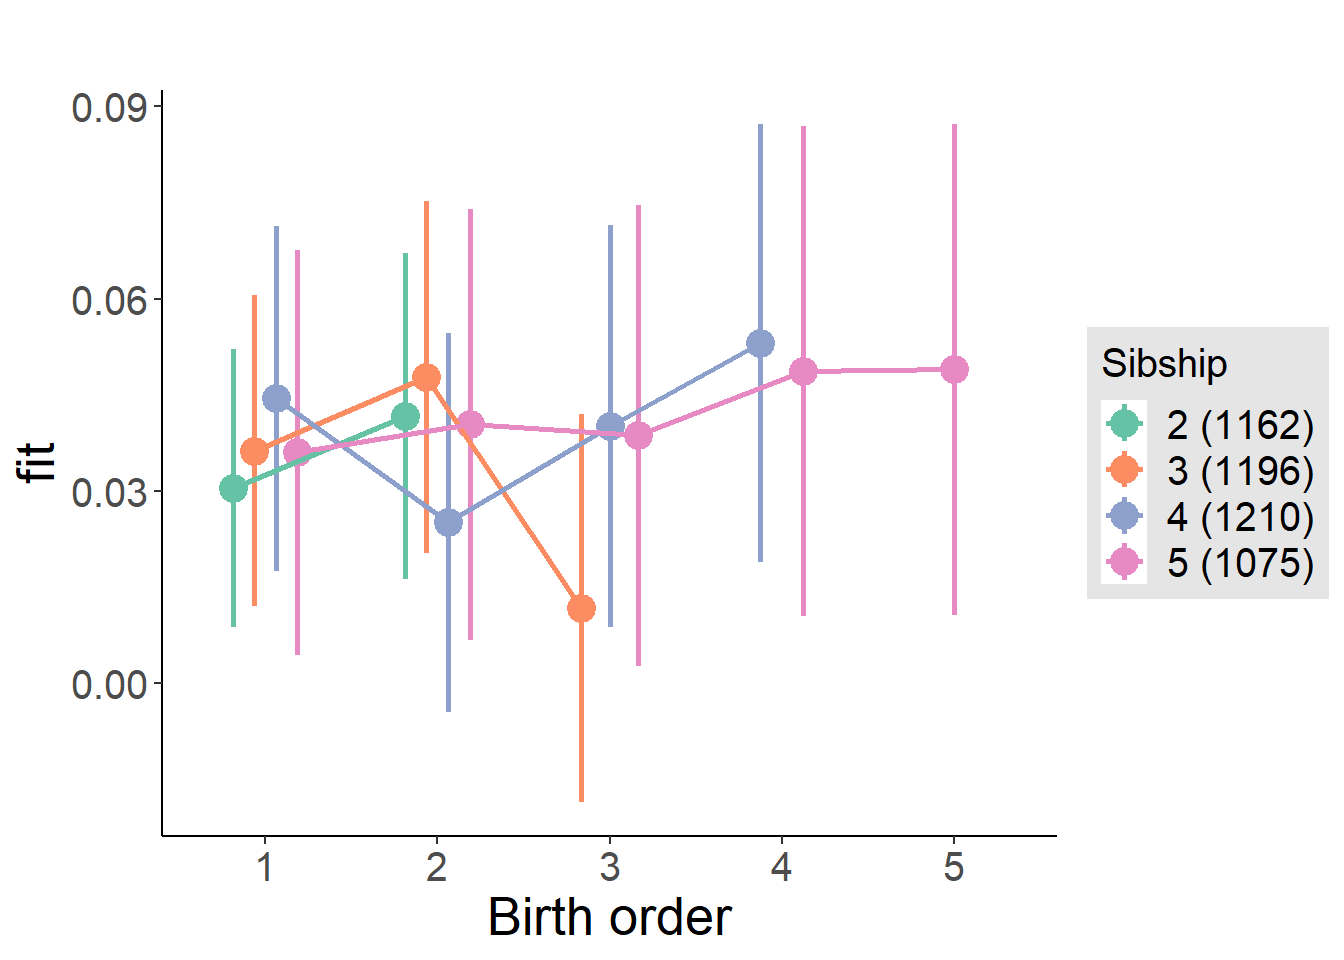 0.09
0.06
0.03
0.00
fit
1 2 3 4 5
Birth order
Sibship
2 (1162)
3 (1196)
4 (1210)
5 (1075)